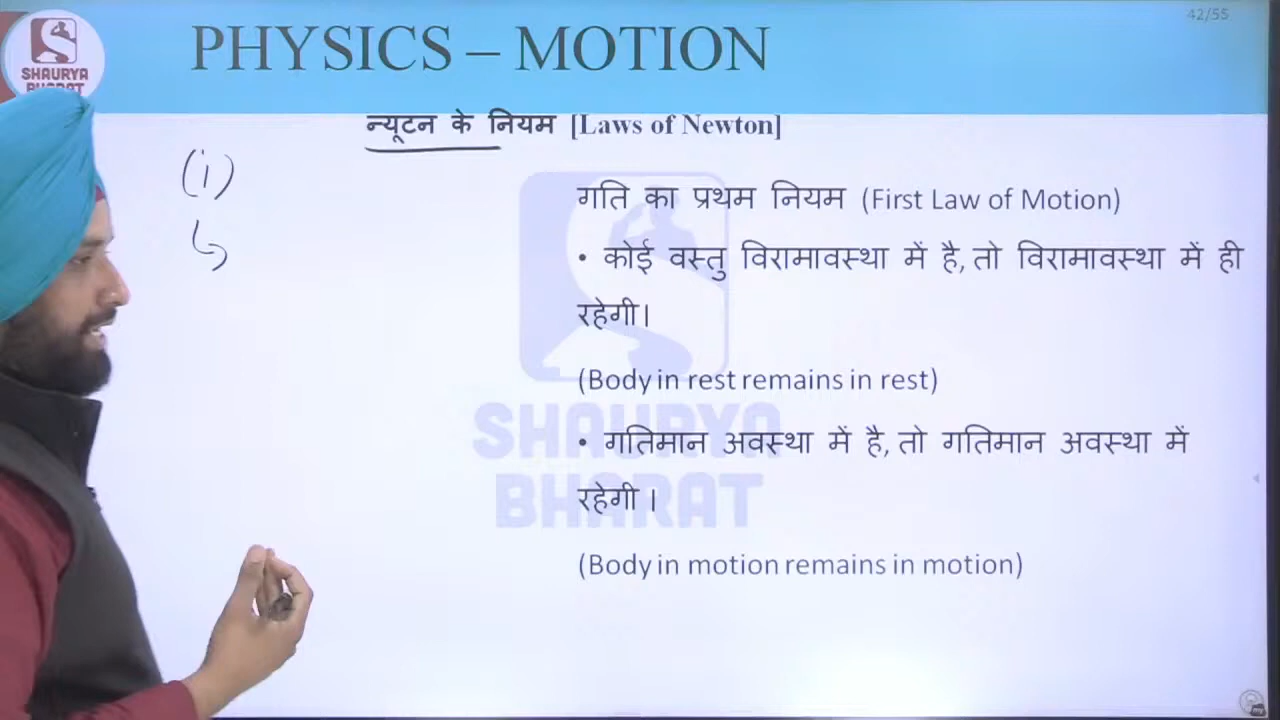 42/55
PHYSICS – MOTION
SHAURYA
BHARAT
न्यूटन के नियम [Laws of Newton]
(i)
गति का प्रथम नियम (First Law of Motion)
• कोई वस्तु विरामावस्था में है, तो विरामावस्था में ही
रहेगी।
(Body in rest remains in rest)
SHAURYA
• गतिमान अवस्था में है, तो गतिमान अवस्था में
BHARAT
रहेगी ।
(Body in motion remains in motion)